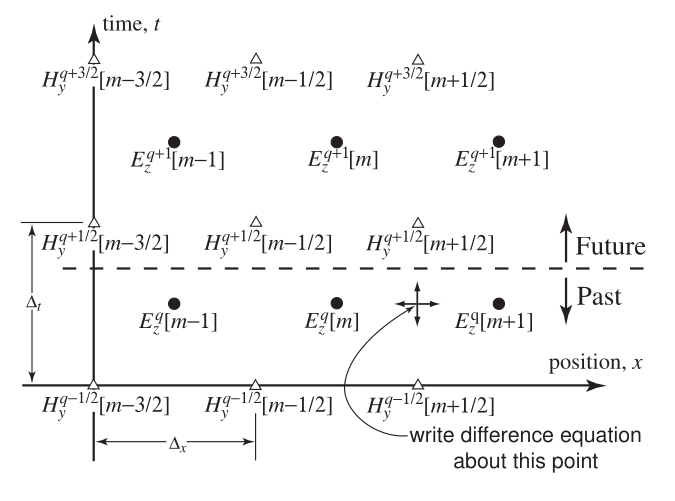 time, t
H_y^{q+3/2}[m−3/2] H_y^{q+3/2}[m−1/2] H_y^{q+3/2}[m+1/2]
E_z^{q+1}[m−1] E_z^{q+1}[m] E_z^{q+1}[m+1]
H_y^{q+1/2}[m−3/2] H_y^{q+1/2}[m−1/2] H_y^{q+1/2}[m+1/2]
Future
Past
Δ_t
E_z^q[m−1] E_z^q[m] E_z^q[m+1]
position, x
H_y^{q−1/2}[m−3/2] H_y^{q−1/2}[m−1/2] H_y^{q−1/2}[m+1/2]
Δ_x
write difference equation
about this point